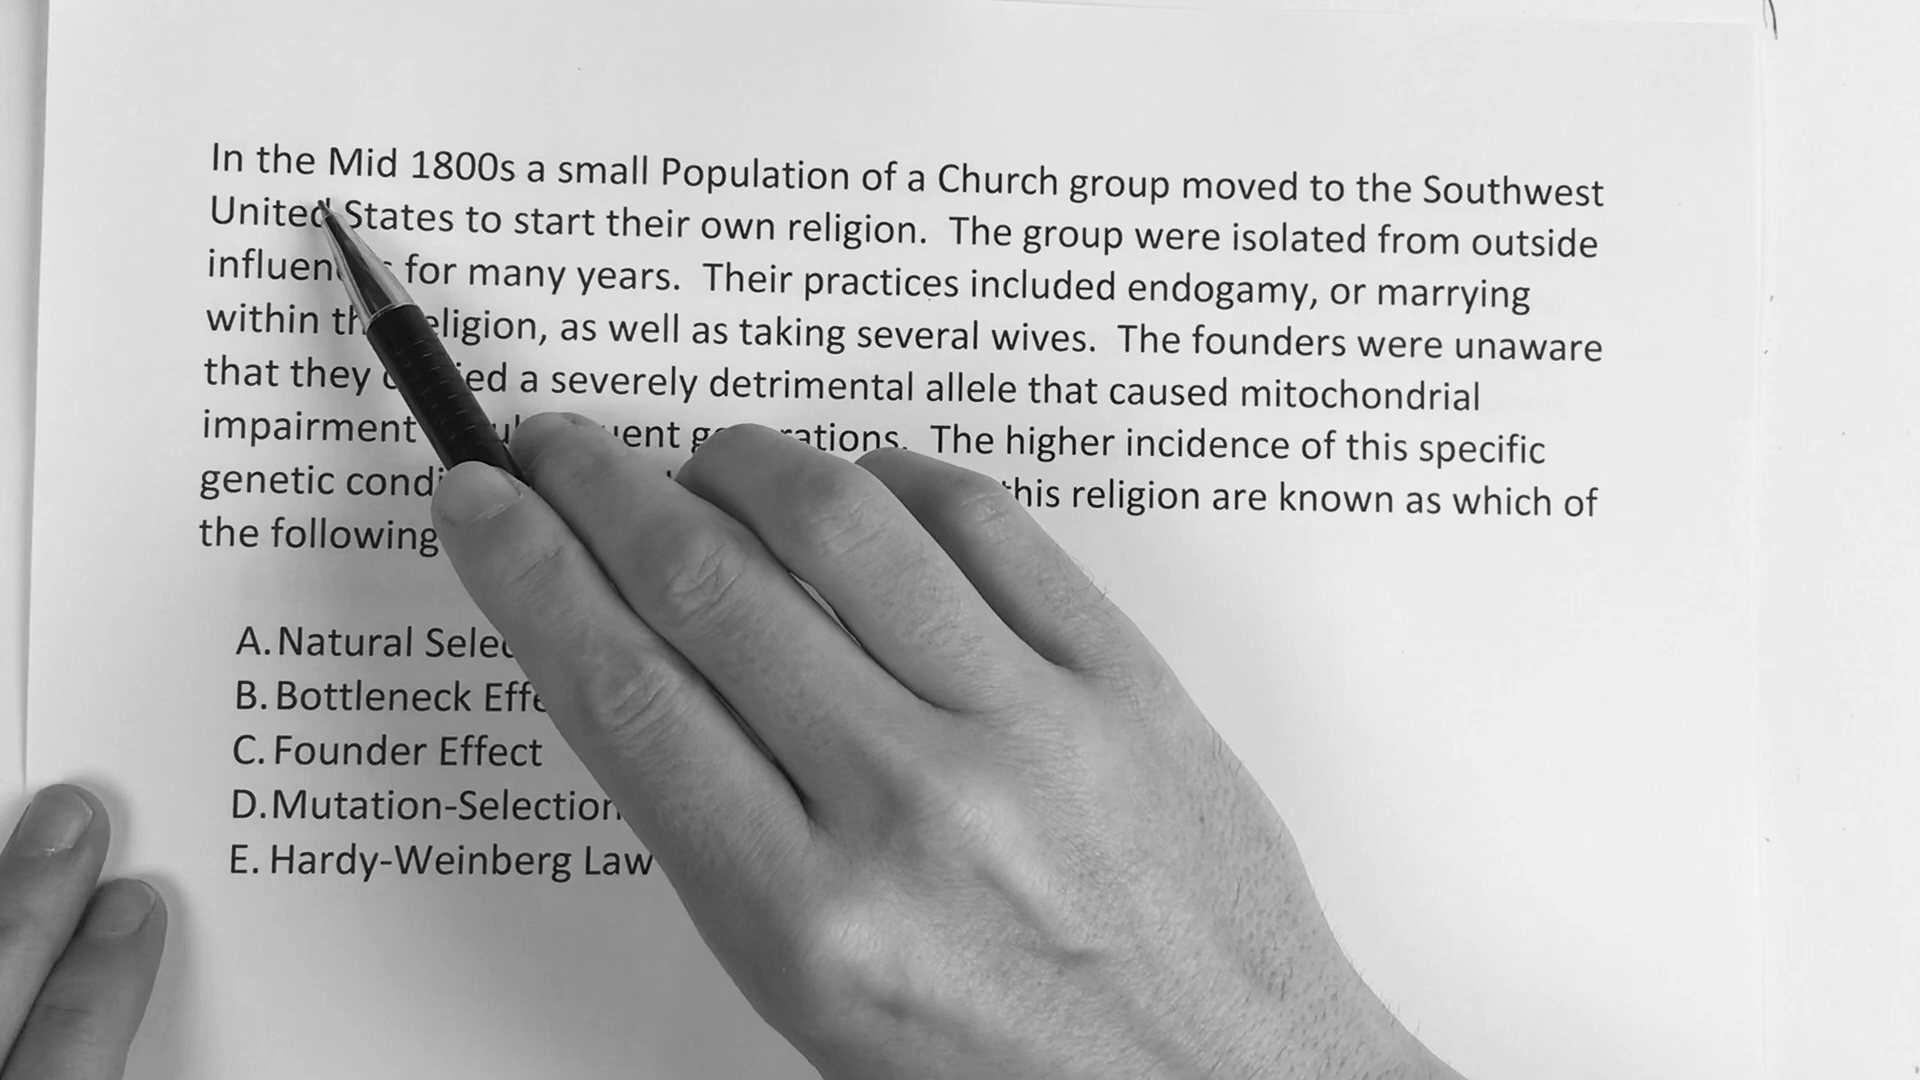 In the Mid 1800s a small Population of a Church group moved to the Southwest
United States to start their own religion. The group were isolated from outside
for many years. Their practices included endogamy, or marrying
within religion, as well as taking several wives. The founders were unaware
that they a severely detrimental allele that caused mitochondrial
impairment The higher incidence of this specific
genetic this religion are known as which of
the following
A. Natural
B. Bottleneck
C. Founder Effect
D. Mutation-Selection
E. Hardy-Weinberg Law